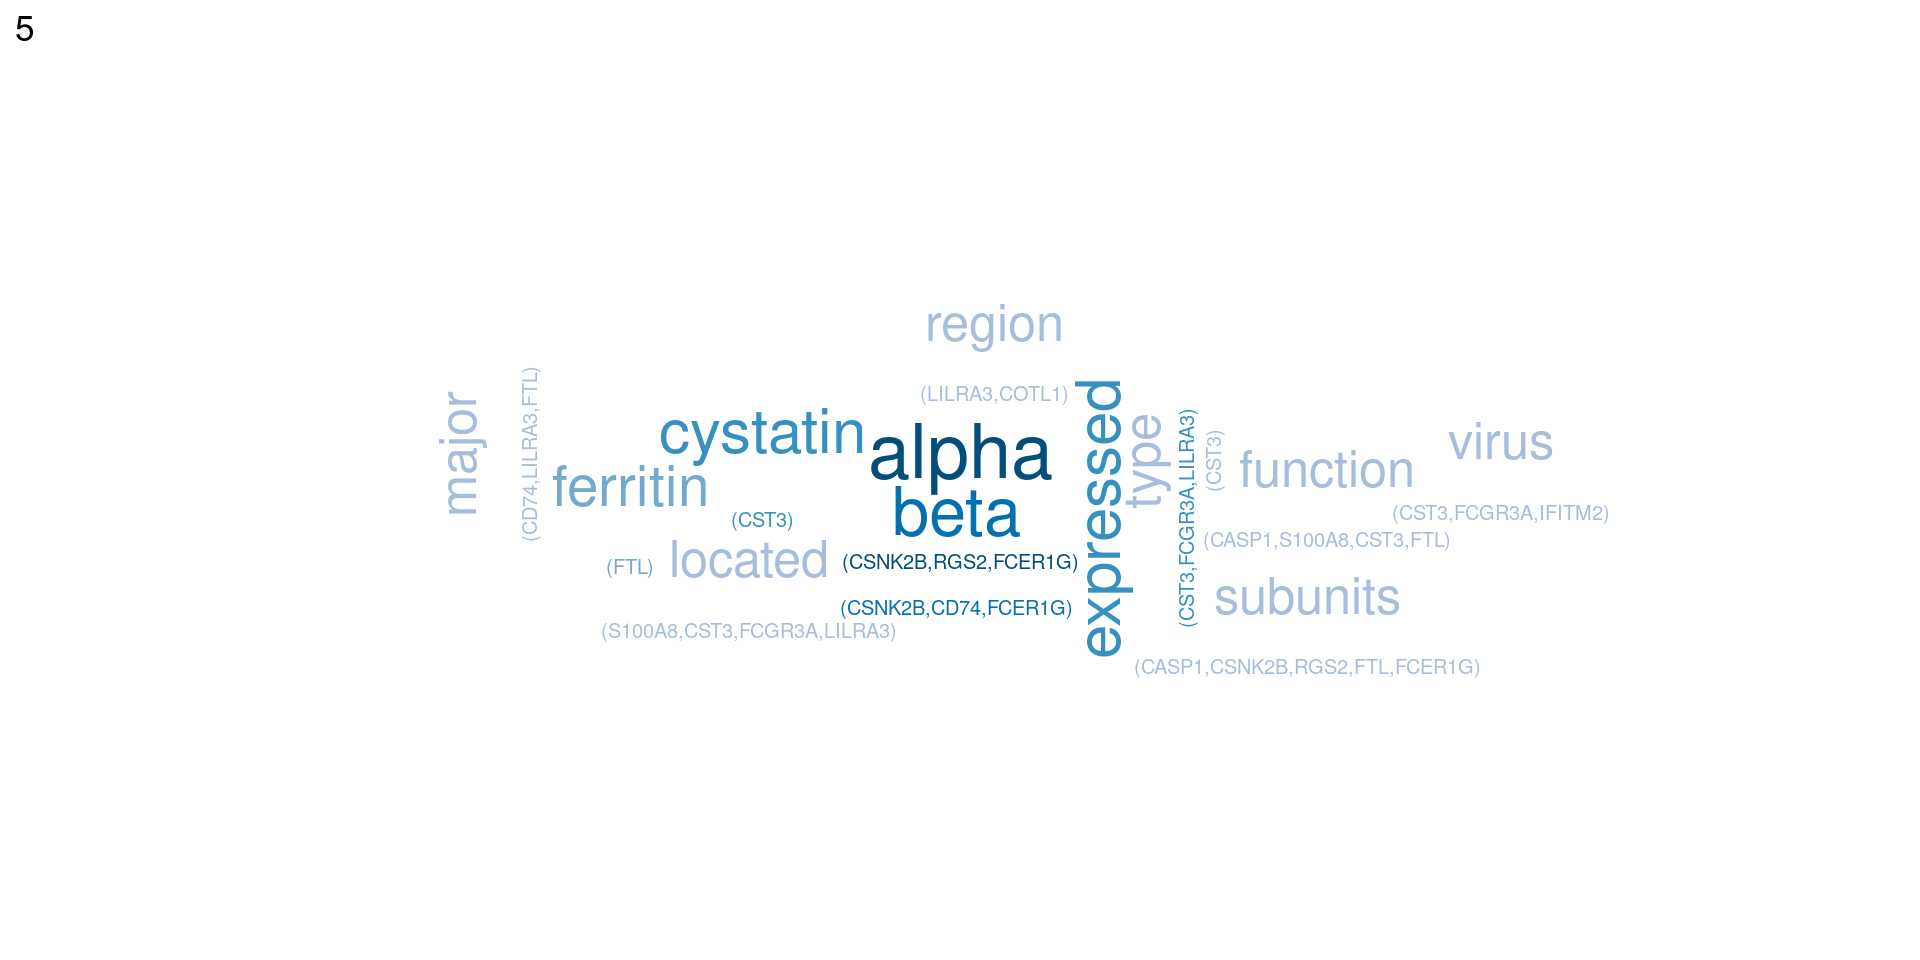 5
region
(LILRA3,COTL1)
major
(CD74,LILRA3,FTL)
cystatin
(CST3)
ferritin
(FTL)
alpha
(CSNK2B,RGS2,FCER1G)
beta
(CSNK2B,CD74,FCER1G)
located
(S100A8,CST3,FCGR3A,LILRA3)
expressed
(CST3,FCGR3A,LILRA3)
type
(CST3)
function
(CASP1,S100A8,CST3,FTL)
virus
(CST3,FCGR3A,IFITM2)
subunits
(CASP1,CSNK2B,RGS2,FTL,FCER1G)